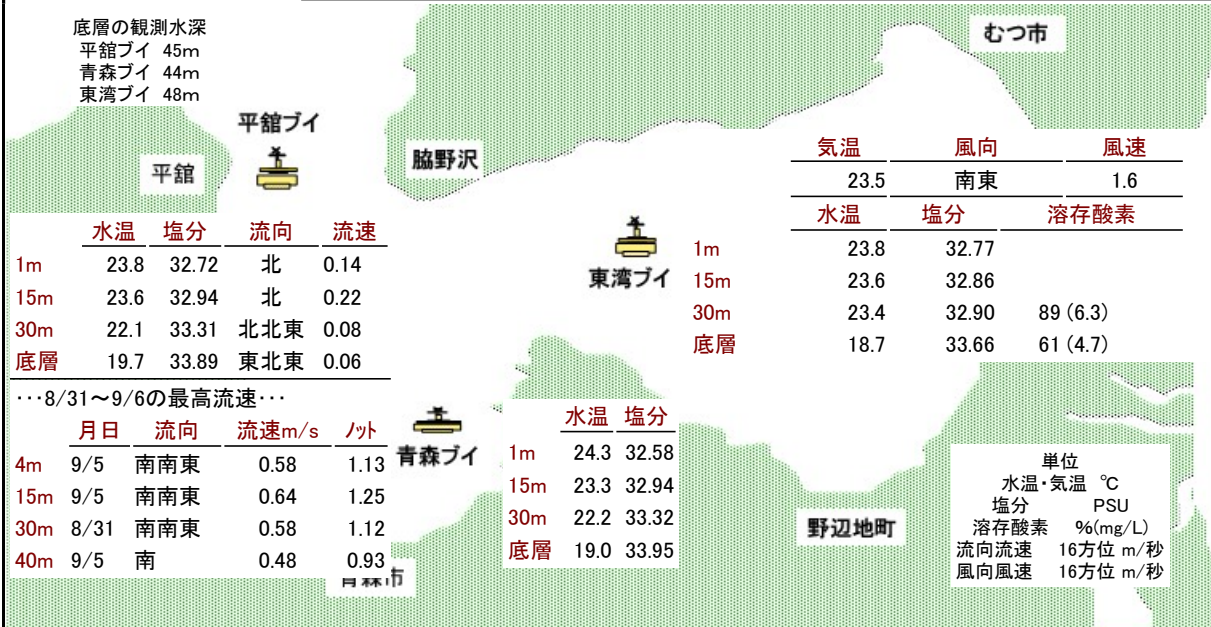 底層の観測水深
平舘ブイ 45m
青森ブイ 44m
東湾ブイ 48m
むつ市
平舘ブイ
平舘
脇野沢
気温 風向 風速
23.5 南東 1.6
水温 塩分 溶存酸素
1m 23.8 32.77
15m 23.6 32.86
30m 23.4 32.90 89 (6.3)
底層 18.7 33.66 61 (4.7)
東湾ブイ
水温 塩分 流向 流速
1m 23.8 32.72 北 0.14
15m 23.6 32.94 北 0.22
30m 22.1 33.31 北北東 0.08
底層 19.7 33.89 東北東 0.06
…8/31～9/6の最高流速…
月日 流向 流速m/s ノット
4m 9/5 南南東 0.58 1.13
15m 9/5 南南東 0.64 1.25
30m 8/31 南南東 0.58 1.12
40m 9/5 南 0.48 0.93
青森ブイ
水温 塩分
1m 24.3 32.58
15m 23.3 32.94
30m 22.2 33.32
底層 19.0 33.95
青森市
野辺地町
単位
水温・気温 ℃
塩分 PSU
溶存酸素 %(mg/L)
流向流速 16方位 m/秒
風向風速 16方位 m/秒